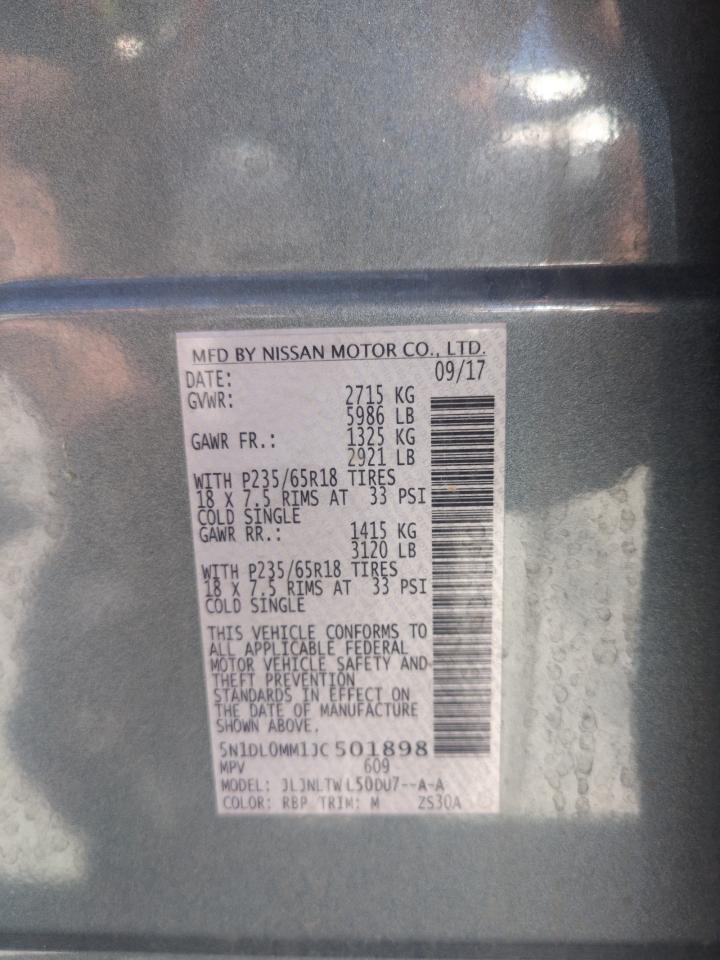 MFD BY NISSAN MOTOR CO., LTD.
DATE: 09/17
GVWR: 2715 KG
5986 LB
GAWR FR.: 1325 KG
2921 LB
WITH P235/65R18 TIRES
18 X 7.5 RIMS AT 33 PSI
COLD SINGLE
GAWR RR.: 1415 KG
3120 LB
WITH P235/65R18 TIRES
18 X 7.5 RIMS AT 33 PSI
COLD SINGLE
THIS VEHICLE CONFORMS TO
ALL APPLICABLE FEDERAL
MOTOR VEHICLE SAFETY AND
THEFT PREVENTION
STANDARDS IN EFFECT ON
THE DATE OF MANUFACTURE
SHOWN ABOVE.
5N1DL0MM1JC501898
MPV 609
MODEL: JLJNLTW L50DU7--A-A
COLOR: RBP TRIM: M ZS30A